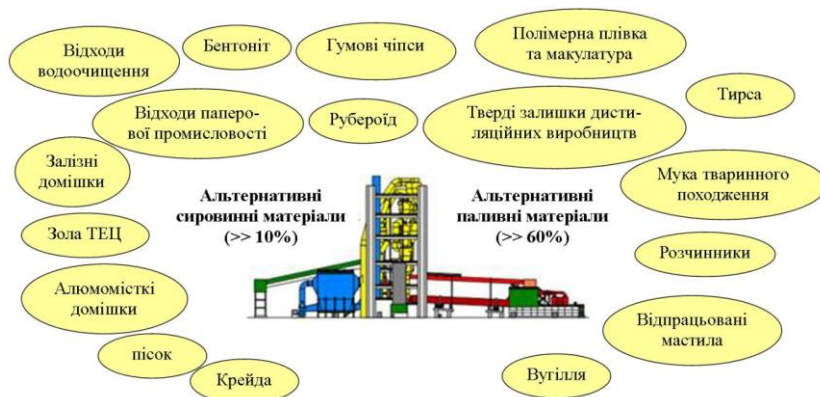 Відходи
водоочищення
Бентоніт
Гумові чіпси
Полімерна плівка
та макулатура
Тирса
Відходи паперо-
вої промисловості
Рубероїд
Тверді залишки дисти-
ляційних виробництв
Залізні
домішки
Альтернативні
сировинні матеріали
(>> 10%)
Альтернативні
паливні матеріали
(>> 60%)
Мука тваринного
походження
Зола ТЕЦ
Розчинники
Алюмомісткі
домішки
Відпрацьовані
мастила
пісок
Крейда
Вугілля